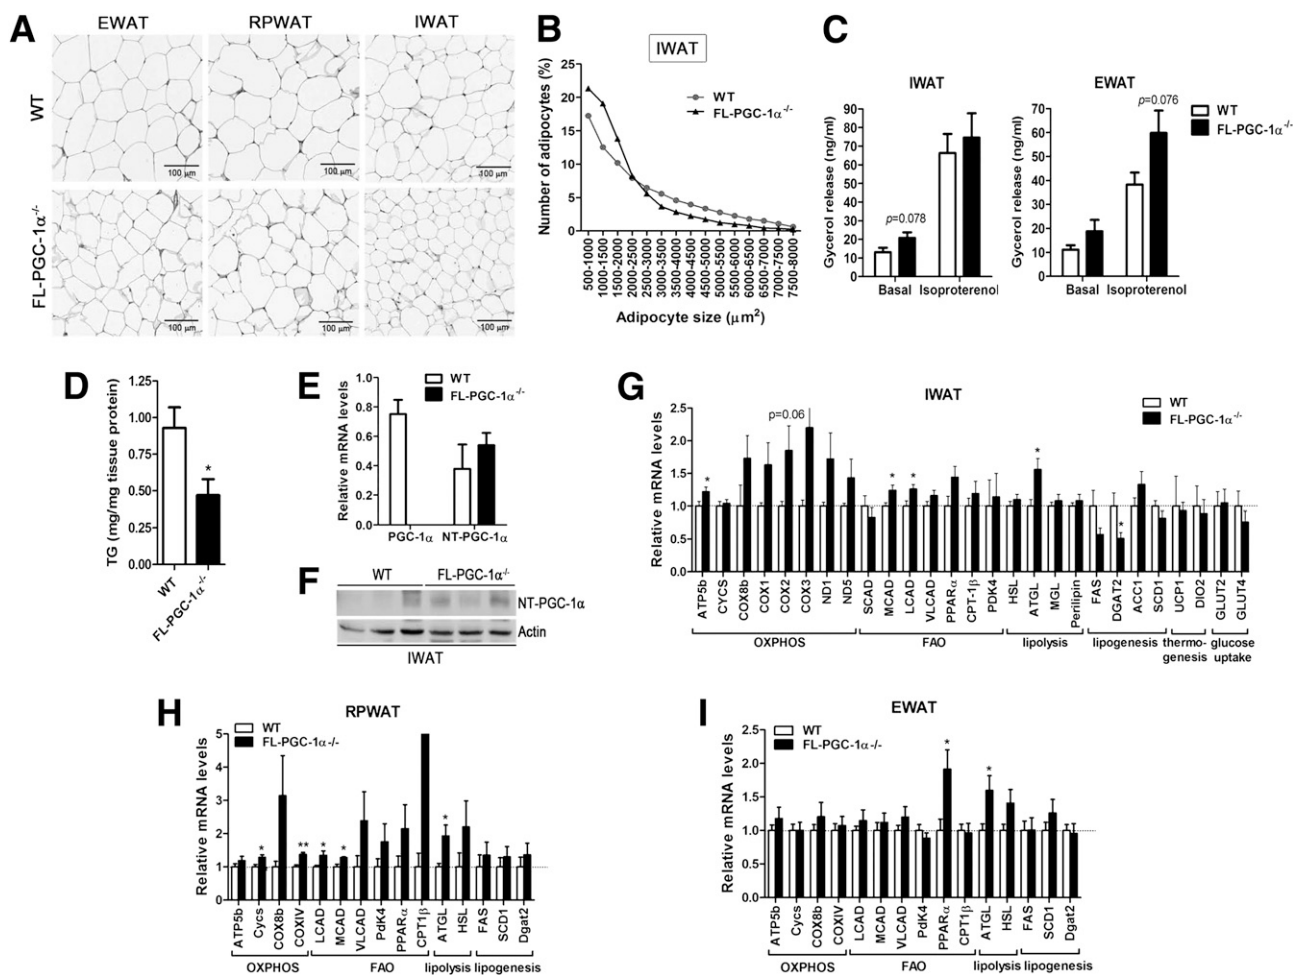 A
EWAT
RPWAT
IWAT
WT
FL-PGC-1α-/-
100 μm
100 μm
100 μm
100 μm
100 μm
100 μm
B
IWAT
WT
FL-PGC-1α-/-
Number of adipocytes (%)
25
20
15
10
5
0
500-1000
1000-1500
1500-2000
2000-2500
2500-3000
3000-3500
3500-4000
4000-4500
4500-5000
5000-5500
5500-6000
6000-6500
6500-7000
7000-7500
7500-8000
Adipocyte size (μm2)
C
IWAT
Glycerol release (ng/ml)
90
80
70
60
50
40
30
20
10
0
p=0.078
Basal
Isoproterenol
EWAT
Glycerol release (ng/ml)
70
60
50
40
30
20
10
0
p=0.076
Basal
Isoproterenol
WT
FL-PGC-1α-/-
D
TG (mg/mg tissue protein)
1.25
1.00
0.75
0.50
0.25
0.00
*
WT
FL-PGC-1α-/-
E
Relative mRNA levels
1.0
0.8
0.6
0.4
0.2
0.0
WT
FL-PGC-1α-/-
PGC-1α
NT-PGC-1α
F
WT
FL-PGC-1α-/-
NT-PGC-1α
Actin
IWAT
G
IWAT
WT
FL-PGC-1α-/-
Relative mRNA levels
2.5
2.0
1.5
1.0
0.5
0.0
p=0.06
*
*
*
*
*
ATP5b
CYCS
COX8b
COX1
COX2
COX3
ND1
ND5
SCAD
MCAD
LCAD
VLCAD
PPARα
CPT-1β
PDK4
HSL
ATGL
MGL
Perilipin
FAS
DGAT2
ACC1
SCD1
UCP1
DIO2
GLUT2
GLUT4
OXPHOS
FAO
lipolysis
lipogenesis
thermo-
genesis
glucose
uptake
H
RPWAT
WT
FL-PGC-1α-/-
Relative mRNA levels
5
4
3
2
1
0
*
**
*
*
*
ATP5b
Cycs
COX8b
COXIV
LCAD
MCAD
VLCAD
PdK4
PPARα
CPT1β
ATGL
HSL
FAS
SCD1
Dgat2
OXPHOS
FAO
lipolysis
lipogenesis
I
EWAT
WT
FL-PGC-1α-/-
Relative mRNA levels
2.5
2.0
1.5
1.0
0.5
0.0
*
*
ATP5b
Cycs
COX8b
COXIV
LCAD
MCAD
VLCAD
PdK4
PPARα
CPT1β
ATGL
HSL
FAS
SCD1
Dgat2
OXPHOS
FAO
lipolysis
lipogenesis